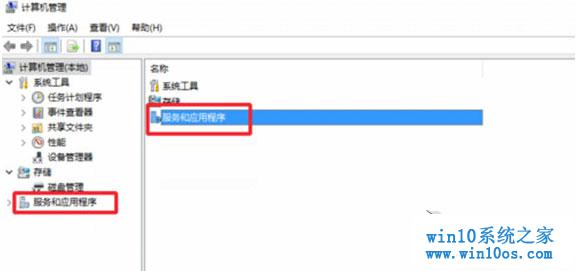 计算机管理
文件(F) 操作(A) 查看(V) 帮助(H)
计算机管理(本地)
系统工具
任务计划程序
事件查看器
共享文件夹
性能
设备管理器
存储
磁盘管理
服务和应用程序
名称
系统工具
存储
服务和应用程序
win10系统之家
www.win10os.com